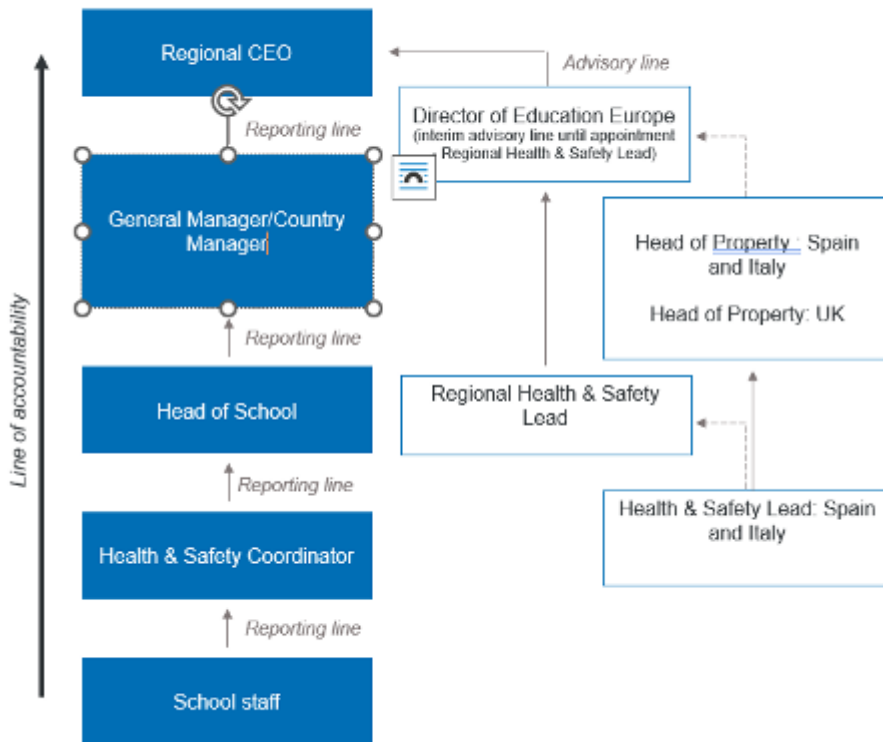 Regional CEO
Advisory line
Reporting line
Director of Education Europe
(interim advisory line until appointment
Regional Health & Safety Lead)
General Manager/Country
Manager
Head of Property : Spain
and Italy
Head of Property: UK
Line of accountability
Reporting line
Head of School
Regional Health & Safety
Lead
Reporting line
Health & Safety Coordinator
Health & Safety Lead: Spain
and Italy
Reporting line
School staff